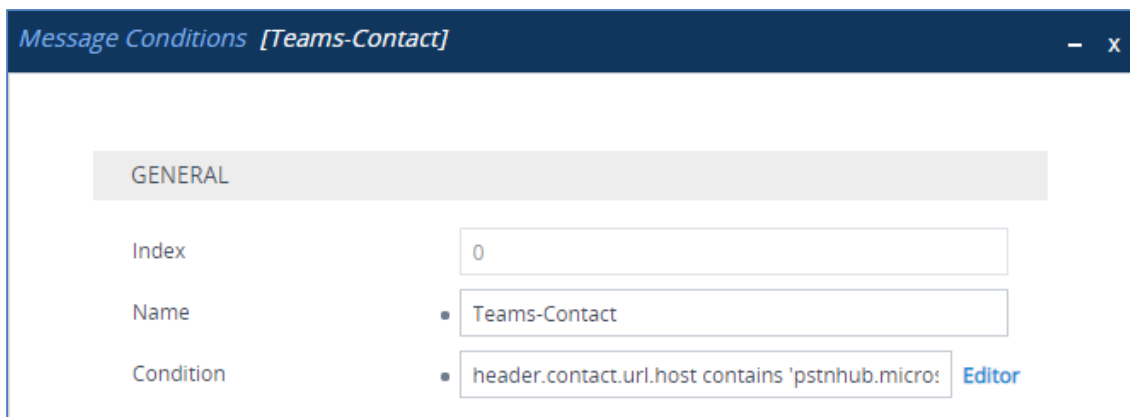 Message Conditions [Teams-Contact] – x
GENERAL
Index 0
Name Teams-Contact
Condition header.contact.url.host contains 'pstnhub.micros Editor